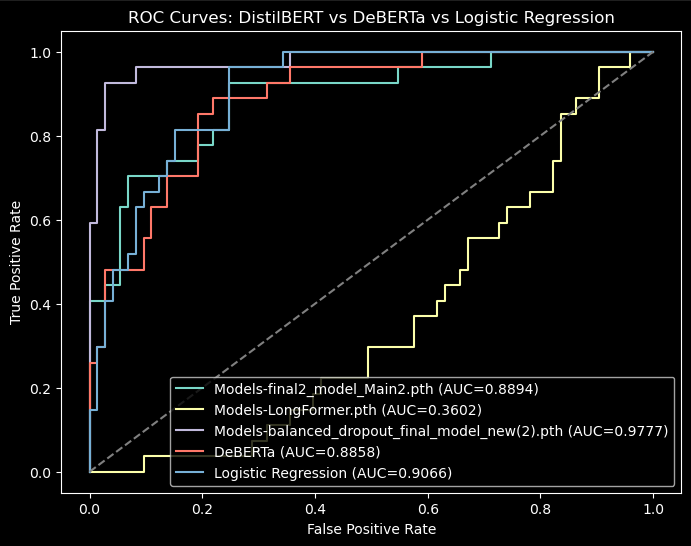 ROC Curves: DistilBERT vs DeBERTa vs Logistic Regression
1.0
0.8
0.6
0.4
0.2
0.0
True Positive Rate
Models-final2_model_Main2.pth (AUC=0.8894)
Models-LongFormer.pth (AUC=0.3602)
Models-balanced_dropout_final_model_new(2).pth (AUC=0.9777)
DeBERTa (AUC=0.8858)
Logistic Regression (AUC=0.9066)
0.0 0.2 0.4 0.6 0.8 1.0
False Positive Rate